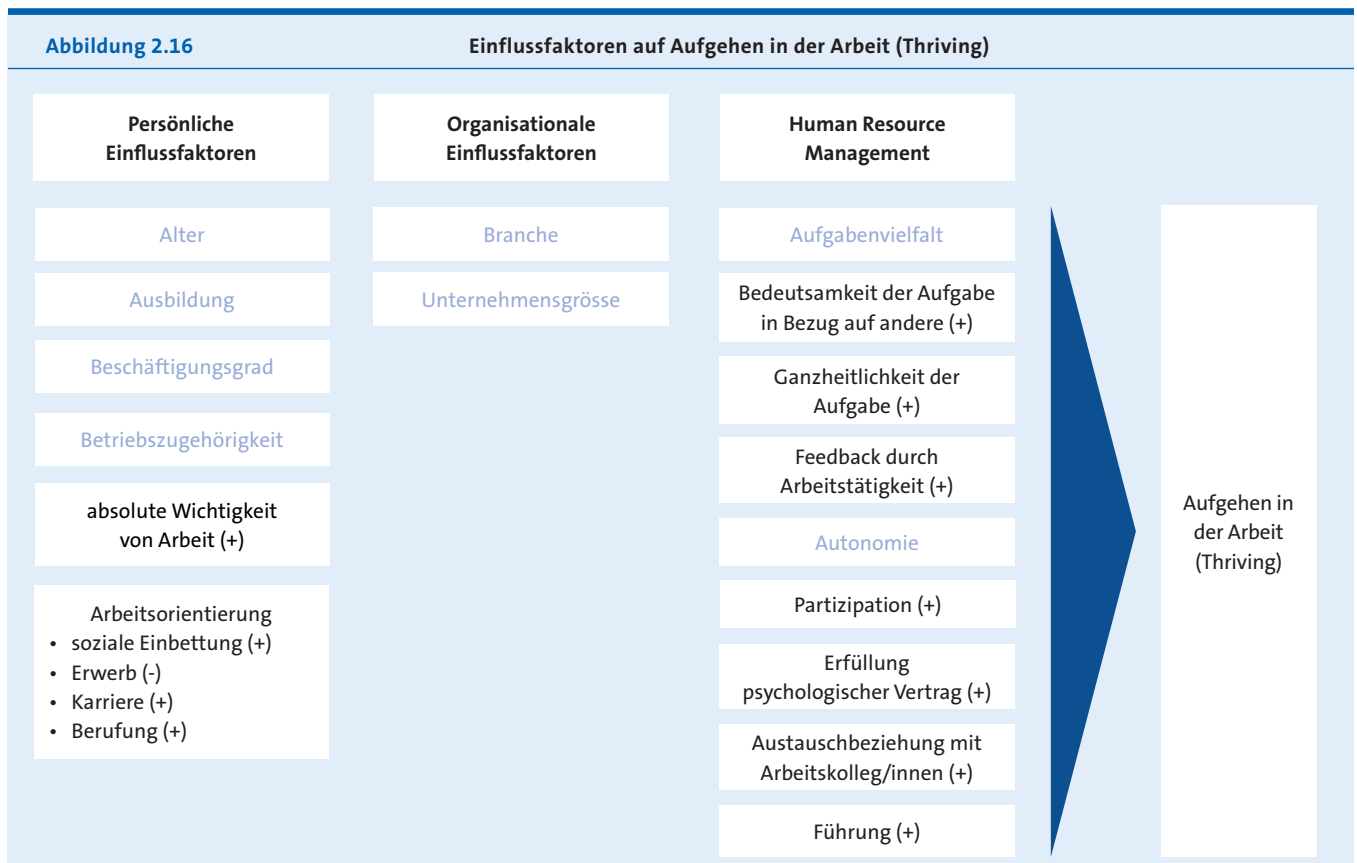 Abbildung 2.16
Einflussfaktoren auf Aufgehen in der Arbeit (Thriving)
Persönliche
Einflussfaktoren
Alter
Ausbildung
Beschäftigungsgrad
Betriebszugehörigkeit
absolute Wichtigkeit
von Arbeit (+)
Arbeitsorientierung
• soziale Einbettung (+)
• Erwerb (-)
• Karriere (+)
• Berufung (+)
Organisationale
Einflussfaktoren
Branche
Unternehmensgrösse
Human Resource
Management
Aufgabenvielfalt
Bedeutsamkeit der Aufgabe
in Bezug auf andere (+)
Ganzheitlichkeit der
Aufgabe (+)
Feedback durch
Arbeitstätigkeit (+)
Autonomie
Partizipation (+)
Erfüllung
psychologischer Vertrag (+)
Austauschbeziehung mit
Arbeitskolleg/innen (+)
Führung (+)
Aufgehen in
der Arbeit
(Thriving)